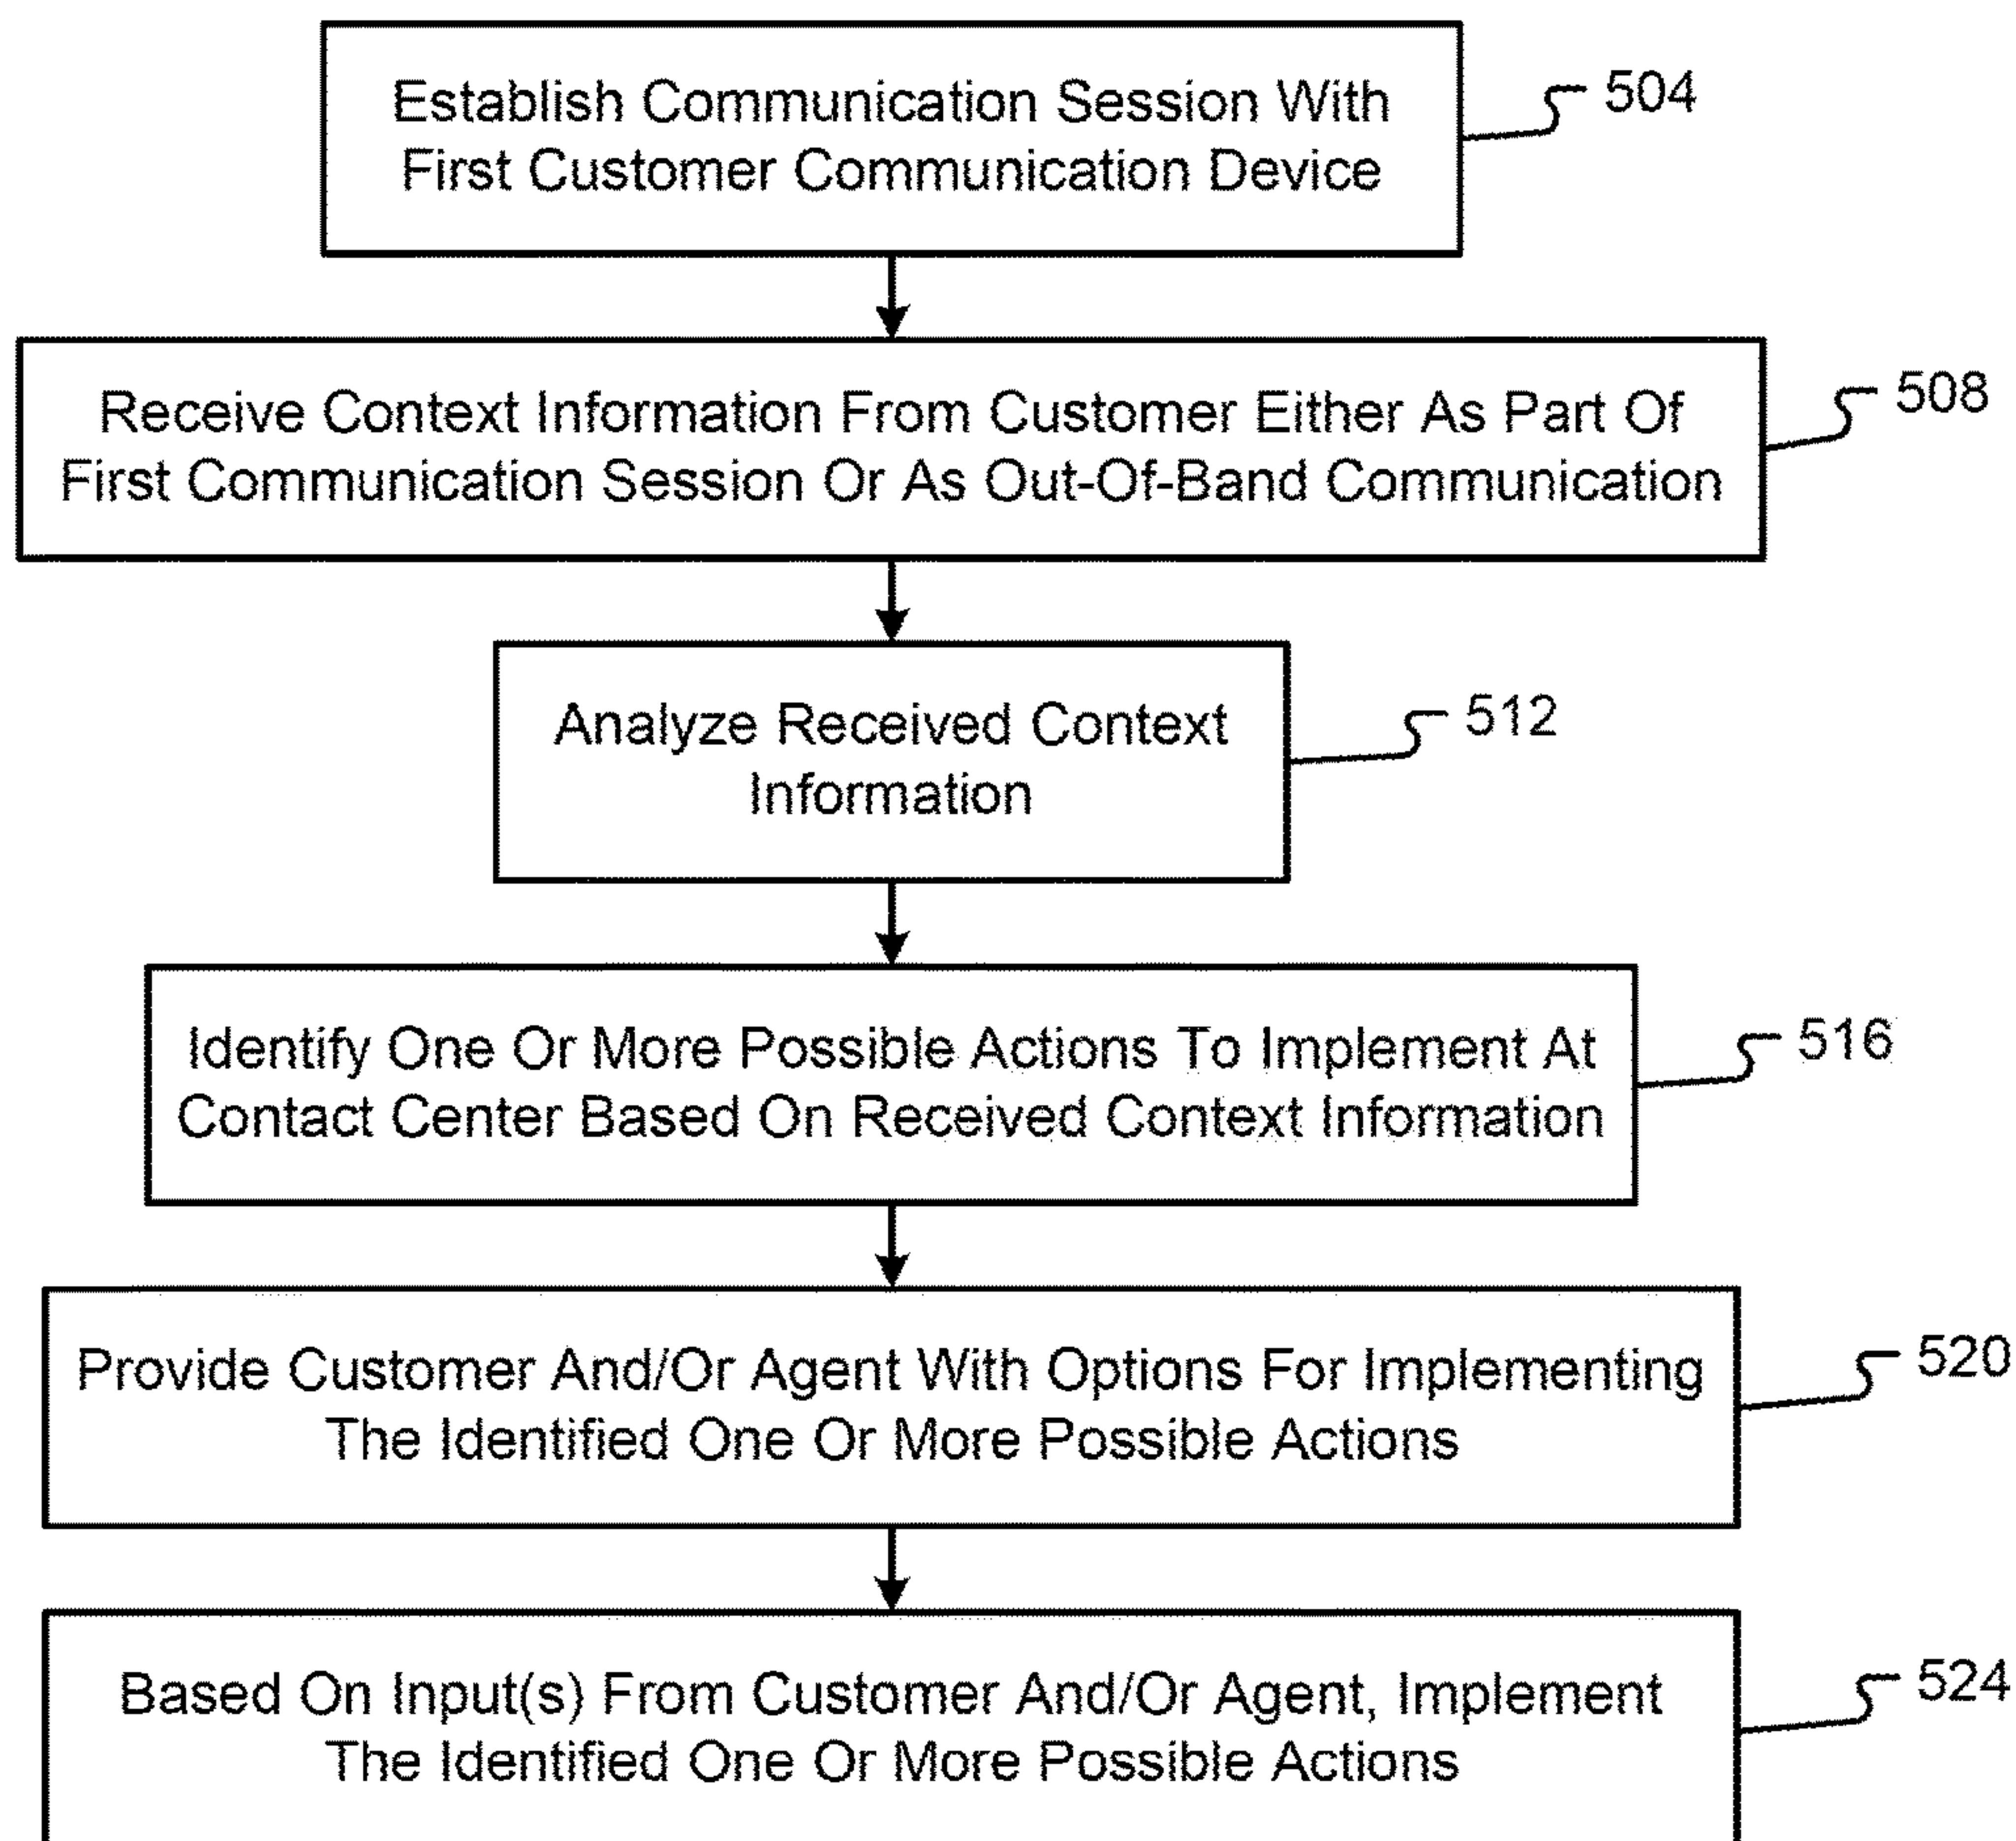 Establish Communication Session With
First Customer Communication Device
504
Receive Context Information From Customer Either As Part Of
First Communication Session Or As Out-Of-Band Communication
508
Analyze Received Context
Information
512
Identify One Or More Possible Actions To Implement At
Contact Center Based On Received Context Information
516
Provide Customer And/Or Agent With Options For Implementing
The Identified One Or More Possible Actions
520
Based On Input(s) From Customer And/Or Agent, Implement
The Identified One Or More Possible Actions
524